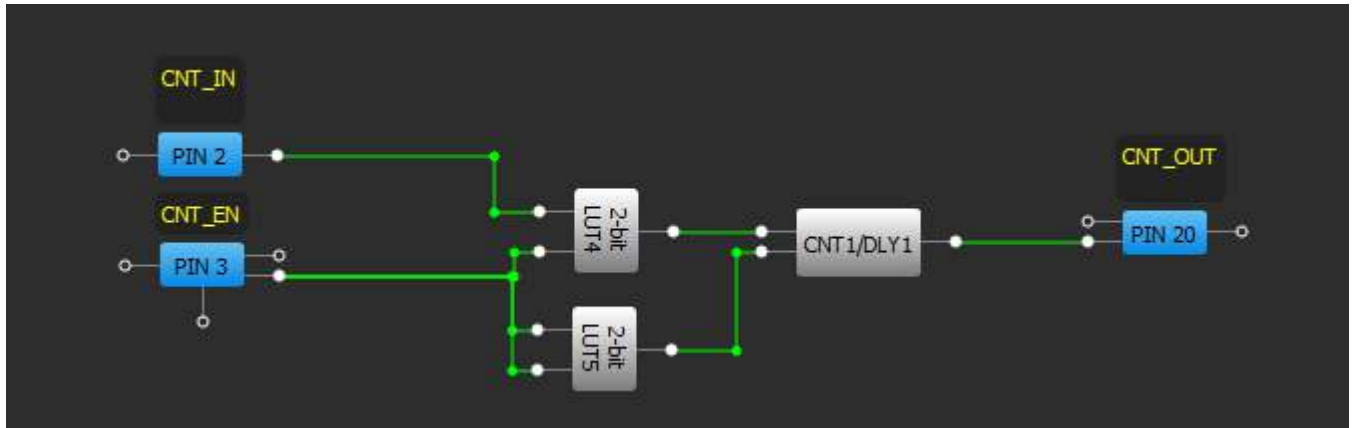 CNT_IN
PIN 2
CNT_EN
PIN 3
2-bit
LUT4
2-bit
LUT5
CNT1/DLY1
CNT_OUT
PIN 20